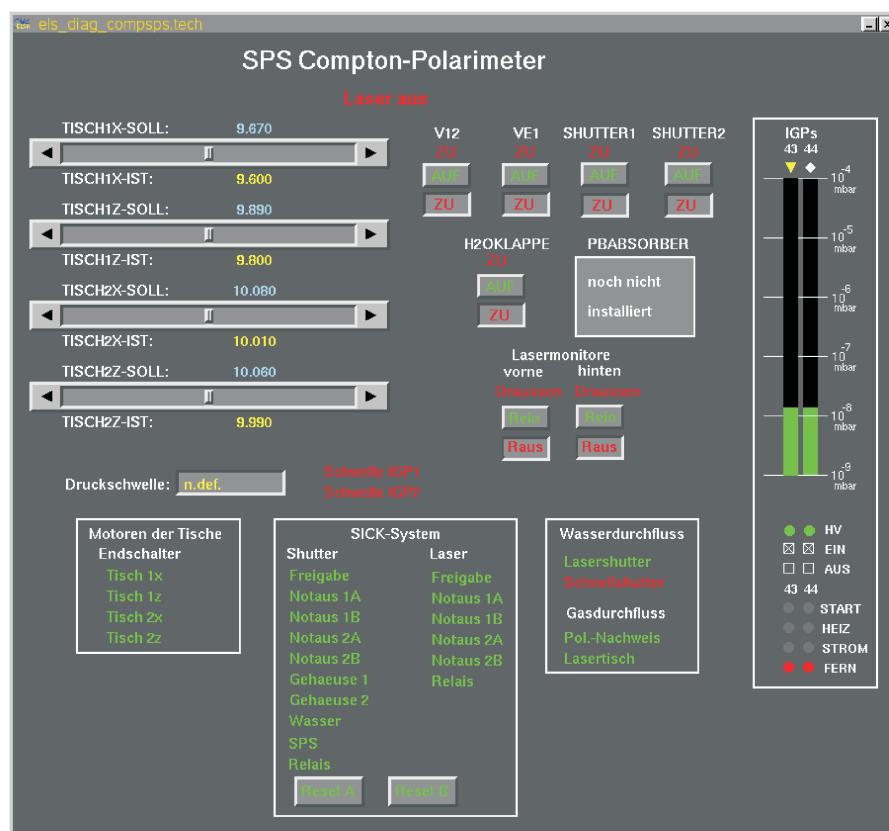 els_diag_compsps.tech
SPS Compton-Polarimeter
Laser aus
TISCH1X-SOLL: 9.670
TISCH1X-IST: 9.600
TISCH1Z-SOLL: 9.890
TISCH1Z-IST: 9.800
TISCH2X-SOLL: 10.080
TISCH2X-IST: 10.010
TISCH2Z-SOLL: 10.060
TISCH2Z-IST: 9.990
V12 VE1 SHUTTER1 SHUTTER2
ZU ZU ZU ZU
AUF AUF AUF AUF
ZU ZU ZU ZU
H2OKLAPPE
ZU
AUF
ZU
PBABSORBER
noch nicht
installiert
Lasermonitore
vorne hinten
Draussen Draussen
Rein Rein
Raus Raus
Druckschwelle: n.def.
Schwelle IGP1
Schwelle IGP2
Motoren der Tische
Endschalter
Tisch 1x
Tisch 1z
Tisch 2x
Tisch 2z
SICK-System
Shutter
Freigabe
Notaus 1A
Notaus 1B
Notaus 2A
Notaus 2B
Gehaeuse 1
Gehaeuse 2
Wasser
SPS
Relais
Laser
Freigabe
Notaus 1A
Notaus 1B
Notaus 2A
Notaus 2B
Relais
Reset A Reset B
Wasserdurchfluss
Lasershutter
Schnellshutter
Gasdurchfluss
Pol.-Nachweis
Lasertisch
IGPs
43 44
10-4
mbar
10-5
mbar
10-6
mbar
10-7
mbar
10-8
mbar
10-9
mbar
HV
EIN
AUS
43 44
START
HEIZ
STROM
FERN